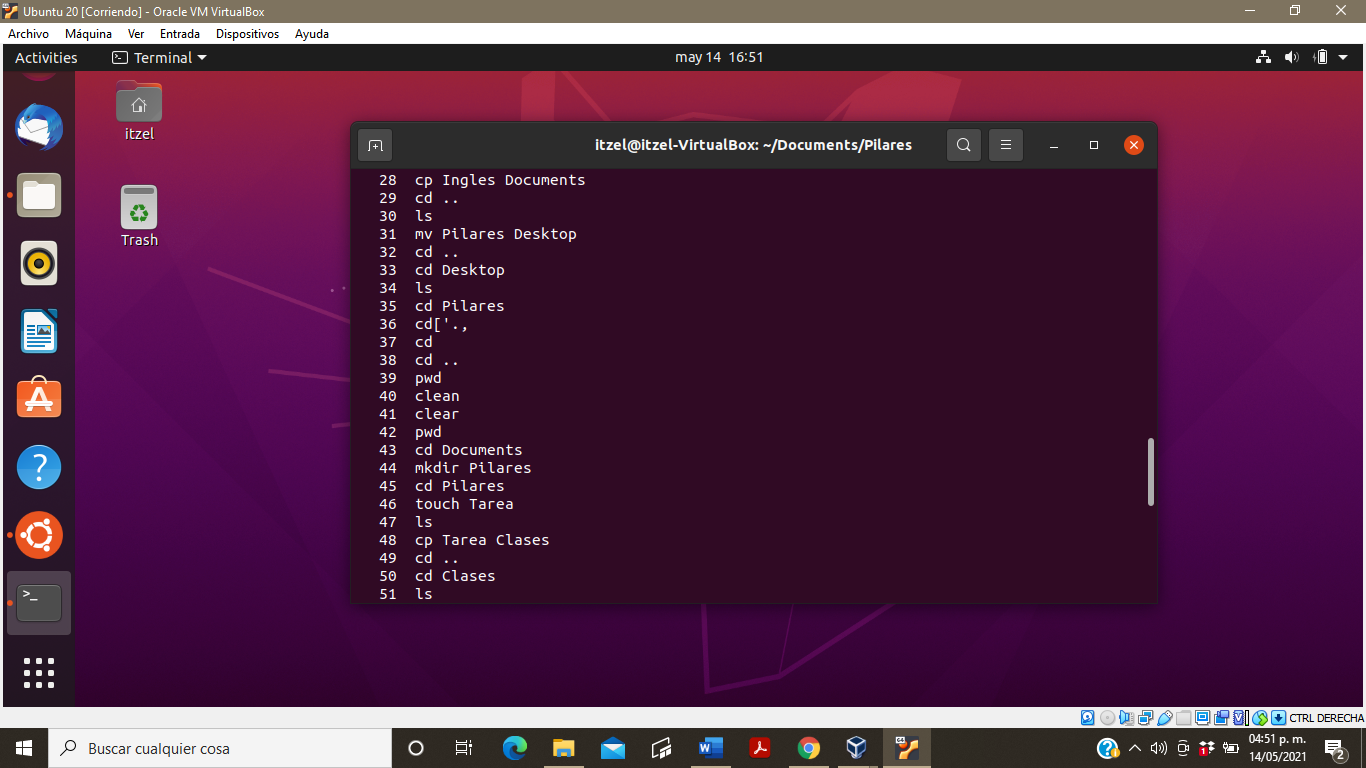 Ubuntu 20 [Corriendo] - Oracle VM VirtualBox
Archivo Máquina Ver Entrada Dispositivos Ayuda
Activities Terminal may 14 16:51
itzel
Trash
itzel@itzel-VirtualBox: ~/Documents/Pilares
28 cp Ingles Documents
29 cd ..
30 ls
31 mv Pilares Desktop
32 cd ..
33 cd Desktop
34 ls
35 cd Pilares
36 cd['.,
37 cd
38 cd ..
39 pwd
40 clean
41 clear
42 pwd
43 cd Documents
44 mkdir Pilares
45 cd Pilares
46 touch Tarea
47 ls
48 cp Tarea Clases
49 cd ..
50 cd Clases
51 ls
CTRL DERECHA
Buscar cualquier cosa
04:51 p. m.
14/05/2021
2